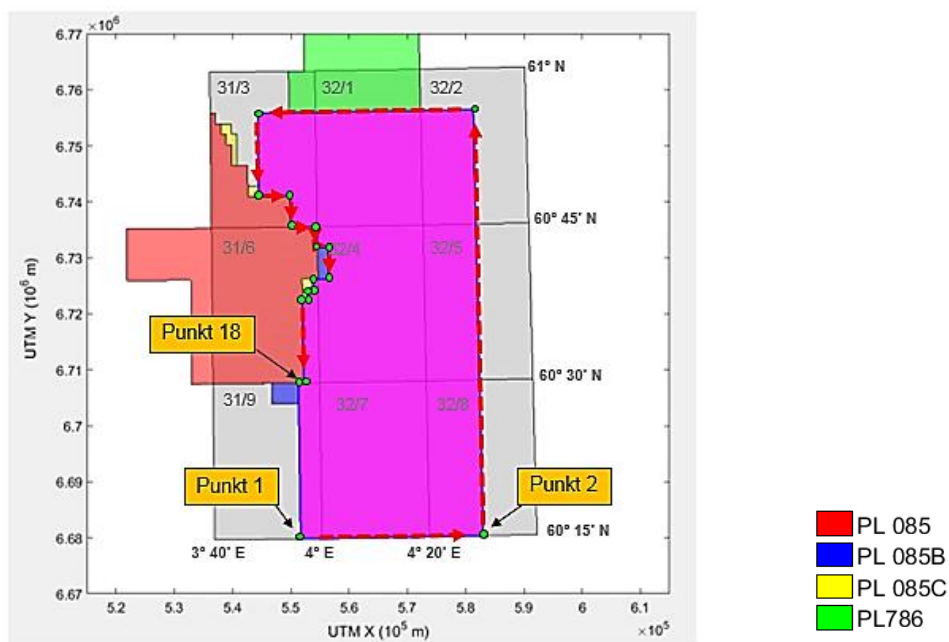 ×10⁶
6.77
6.76
6.75
6.74
6.73
6.72
6.71
6.7
6.69
6.68
6.67
UTM Y (10⁶ m)
31/3
32/1
32/2
61° N
60° 45' N
31/6
32/4
32/5
Punkt 18
60° 30' N
31/9
32/7
32/8
Punkt 1
Punkt 2
60° 15' N
3° 40' E
4° E
4° 20' E
5.2
5.3
5.4
5.5
5.6
5.7
5.8
5.9
6
6.1
×10⁵
UTM X (10⁵ m)
PL 085
PL 085B
PL 085C
PL786